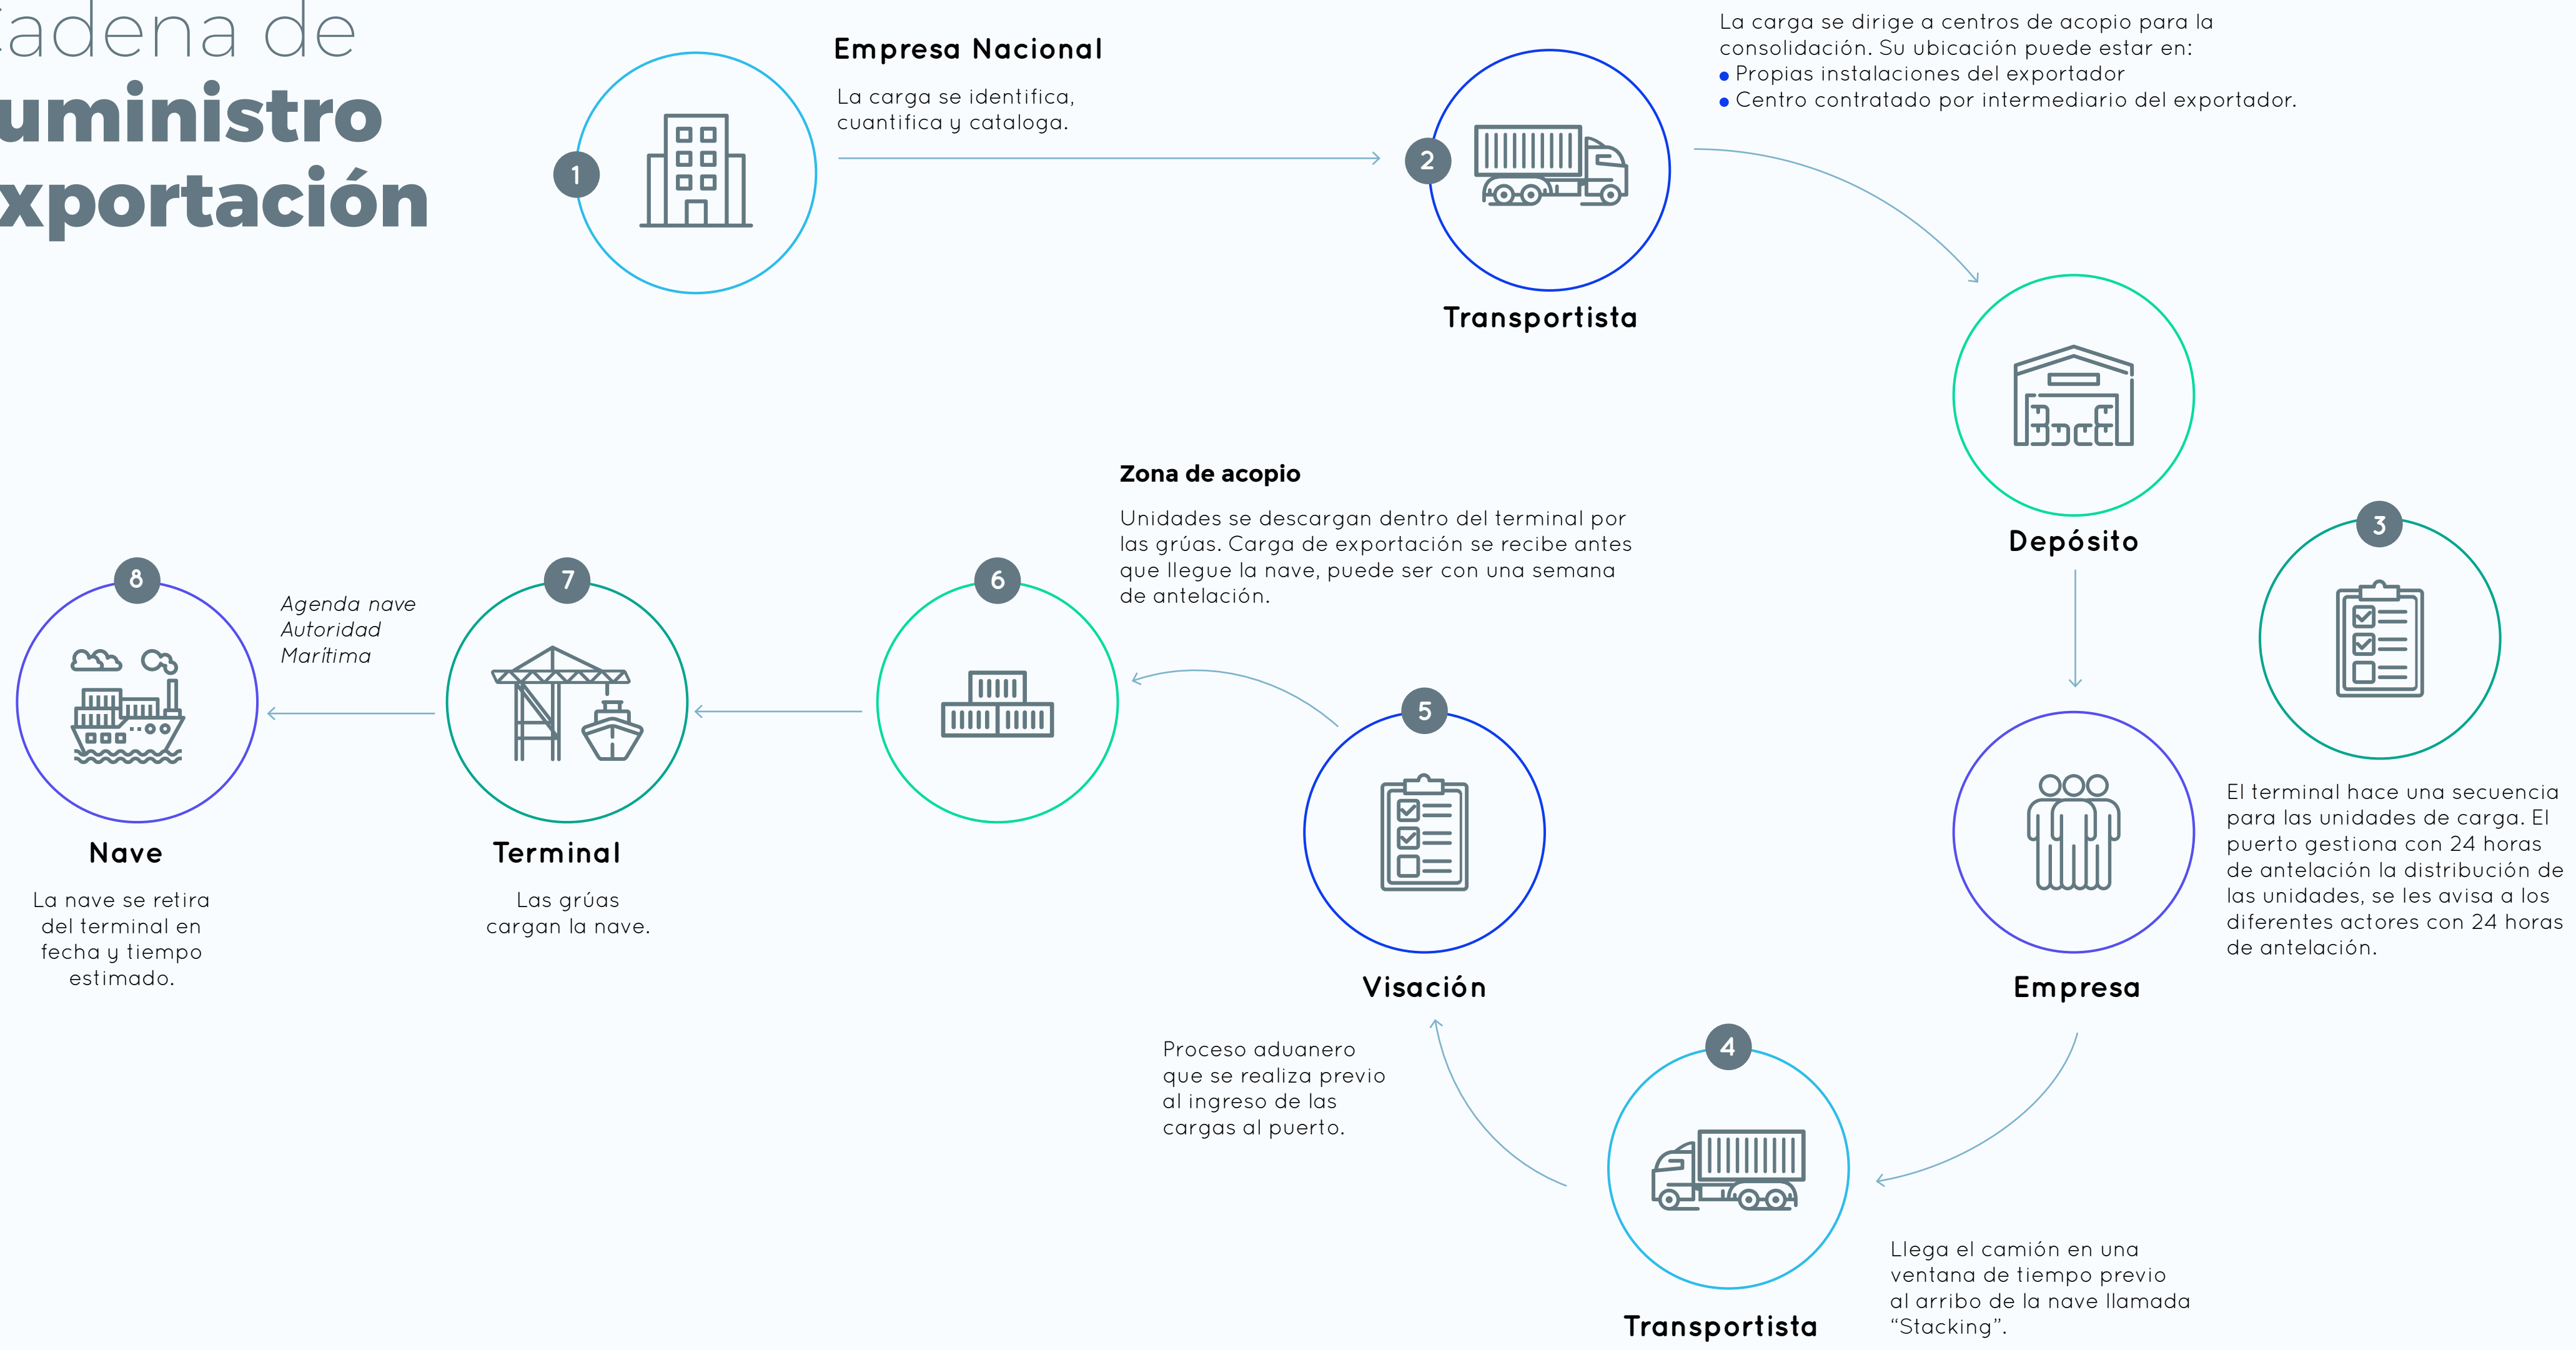 adena de
uministro
xportación
1
Empresa Nacional
La carga se identifica,
cuantifica y cataloga.
2
Transportista
La carga se dirige a centros de acopio para la
consolidación. Su ubicación puede estar en:
• Propias instalaciones del exportador
• Centro contratado por intermediario del exportador.
Depósito
3
El terminal hace una secuencia
para las unidades de carga. El
puerto gestiona con 24 horas
de antelación la distribución de
las unidades, se les avisa a los
diferentes actores con 24 horas
de antelación.
Empresa
4
Transportista
Llega el camión en una
ventana de tiempo previo
al arribo de la nave llamada
“Stacking”.
5
Visación
Proceso aduanero
que se realiza previo
al ingreso de las
cargas al puerto.
6
Zona de acopio
Unidades se descargan dentro del terminal por
las grúas. Carga de exportación se recibe antes
que llegue la nave, puede ser con una semana
de antelación.
7
Terminal
Las grúas
cargan la nave.
Agenda nave
Autoridad
Marítima
8
Nave
La nave se retira
del terminal en
fecha y tiempo
estimado.